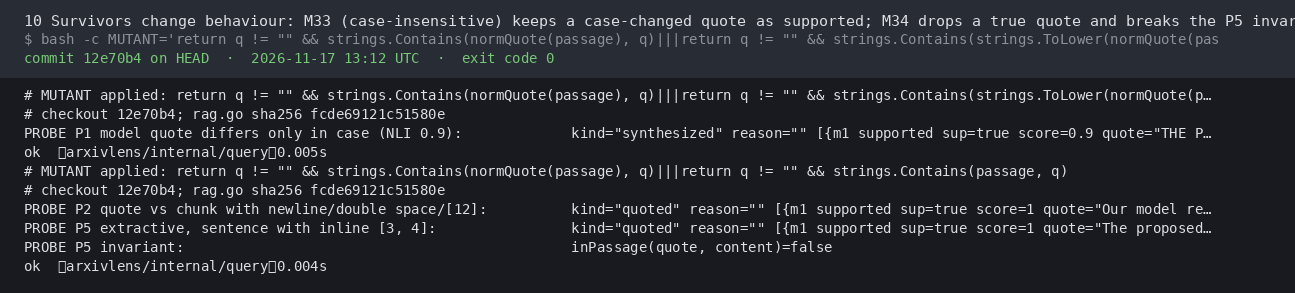 10 Survivors change behaviour: M33 (case-insensitive) keeps a case-changed quote as supported; M34 drops a true quote and breaks the P5 invar
$ bash -c MUTANT='return q != "" && strings.Contains(normQuote(passage), q)|||return q != "" && strings.Contains(strings.ToLower(normQuote(pas
commit 12e70b4 on HEAD · 2026-11-17 13:12 UTC · exit code 0
# MUTANT applied: return q != "" && strings.Contains(normQuote(passage), q)|||return q != "" && strings.Contains(strings.ToLower(normQuote(p…
# checkout 12e70b4; rag.go sha256 fcde69121c51580e
PROBE P1 model quote differs only in case (NLI 0.9): kind="synthesized" reason="" [{m1 supported sup=true score=0.9 quote="THE P…
ok □arxivlens/internal/query□0.005s
# MUTANT applied: return q != "" && strings.Contains(normQuote(passage), q)|||return q != "" && strings.Contains(passage, q)
# checkout 12e70b4; rag.go sha256 fcde69121c51580e
PROBE P2 quote vs chunk with newline/double space/[12]: kind="quoted" reason="" [{m1 supported sup=true score=1 quote="Our model re…
PROBE P5 extractive, sentence with inline [3, 4]: kind="quoted" reason="" [{m1 supported sup=true score=1 quote="The proposed…
PROBE P5 invariant: inPassage(quote, content)=false
ok □arxivlens/internal/query□0.004s